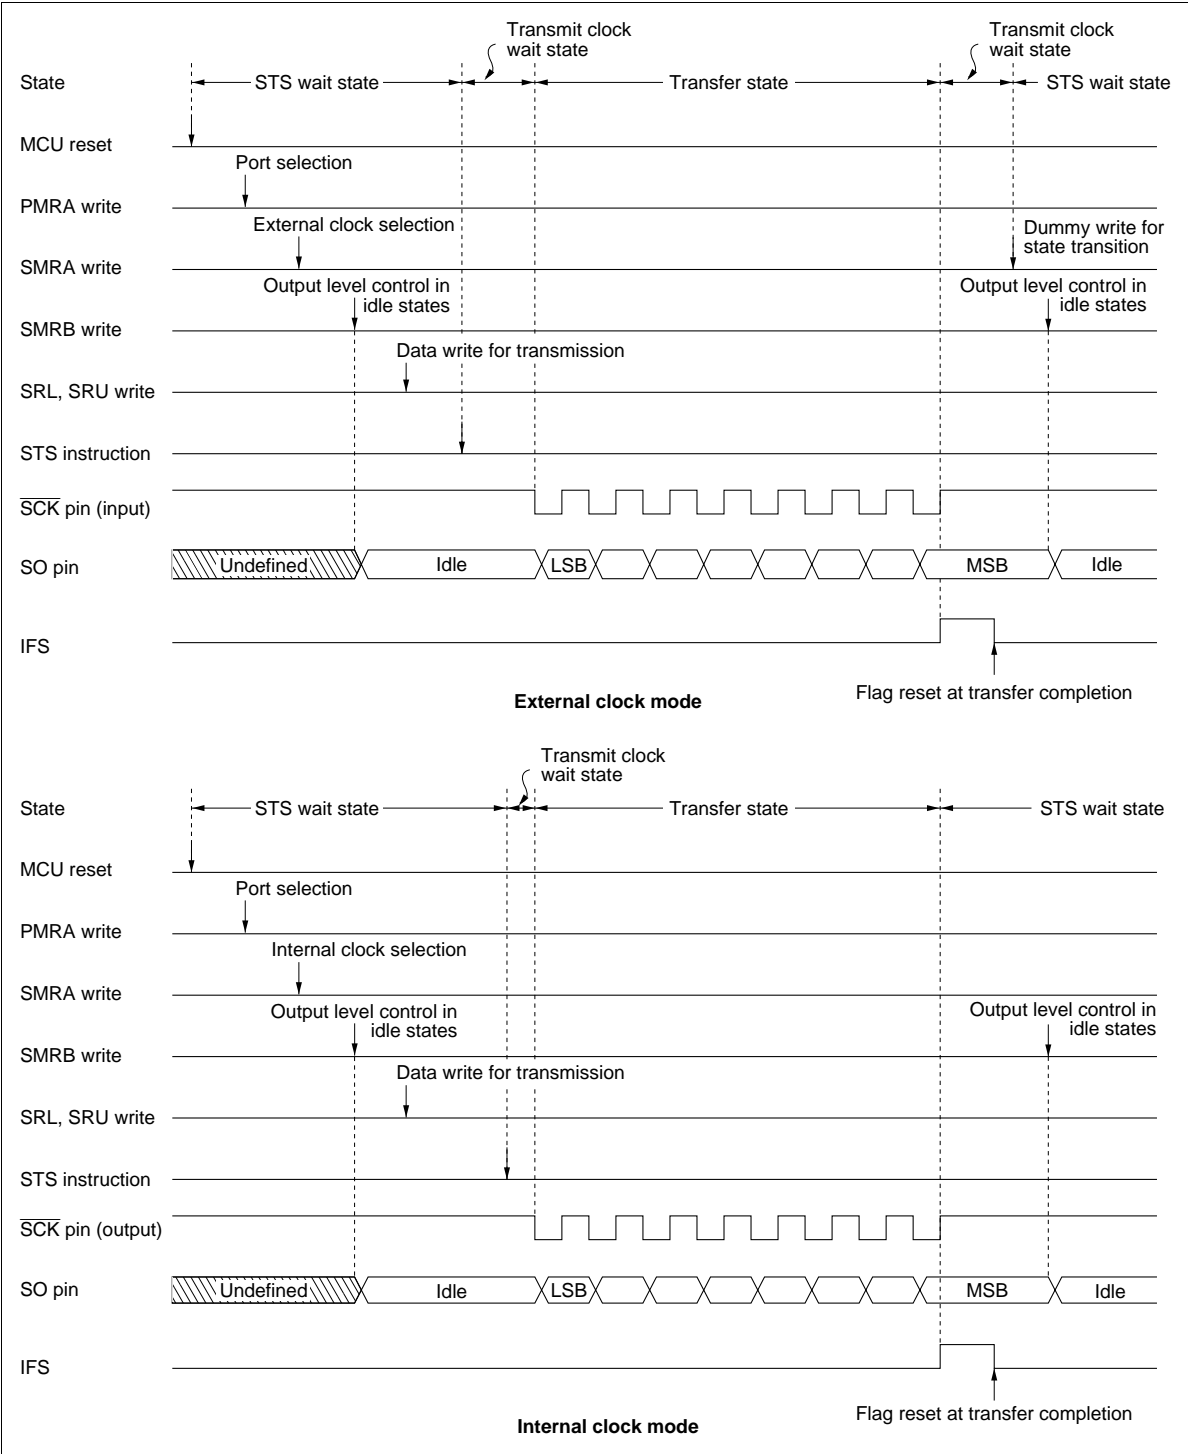 Transmit clock
wait state
Transmit clock
wait state
State
STS wait state
Transfer state
STS wait state
MCU reset
Port selection
PMRA write
External clock selection
Dummy write for
state transition
SMRA write
Output level control in
idle states
Output level control in
idle states
SMRB write
Data write for transmission
SRL, SRU write
STS instruction
SCK pin (input)
SO pin
Undefined
Idle
LSB
MSB
Idle
IFS
Flag reset at transfer completion
External clock mode
Transmit clock
wait state
State
STS wait state
Transfer state
STS wait state
MCU reset
Port selection
PMRA write
Internal clock selection
SMRA write
Output level control in
idle states
Output level control in
idle states
SMRB write
Data write for transmission
SRL, SRU write
STS instruction
SCK pin (output)
SO pin
Undefined
Idle
LSB
MSB
Idle
IFS
Flag reset at transfer completion
Internal clock mode